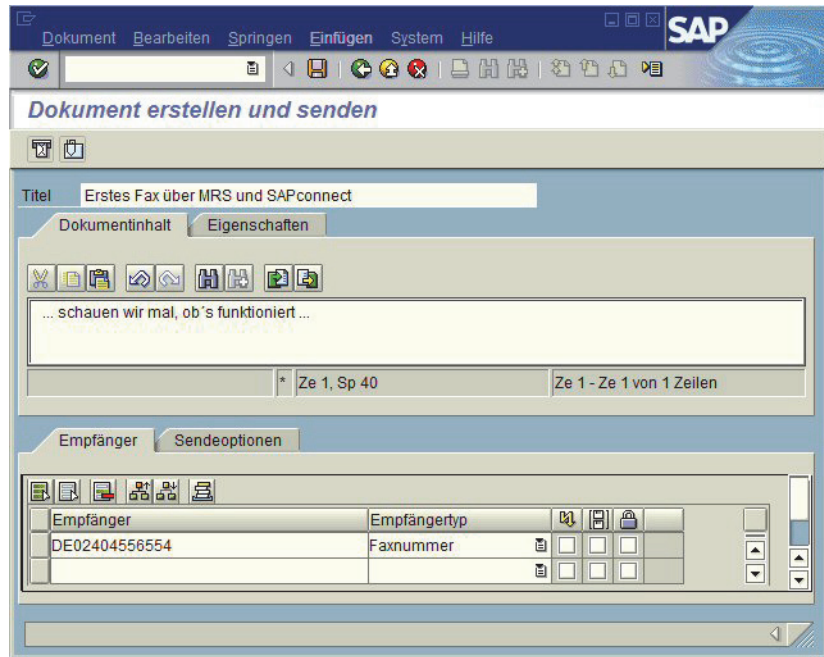 Dokument Bearbeiten Springen Einfügen System Hilfe
SAP
Dokument erstellen und senden
Titel Erstes Fax über MRS und SAPconnect
Dokumentinhalt Eigenschaften
... schauen wir mal, ob´s funktioniert ...
* Ze 1, Sp 40 Ze 1 - Ze 1 von 1 Zeilen
Empfänger Sendeoptionen
Empfänger Empfängertyp
DE02404556554 Faxnummer